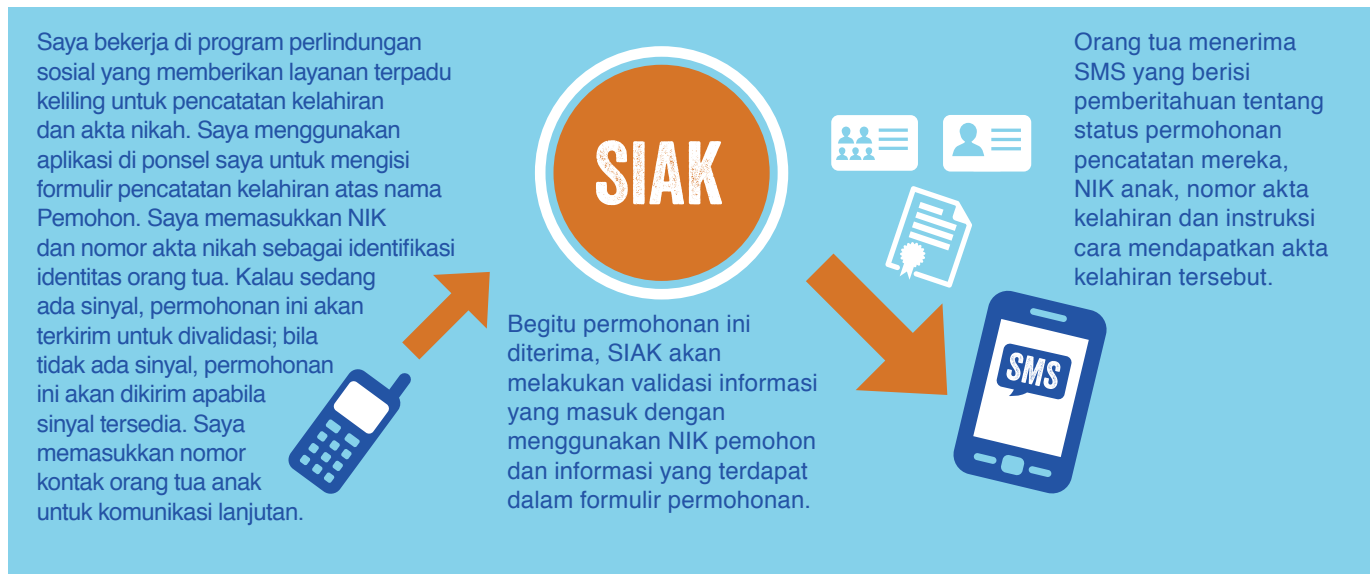 Saya bekerja di program perlindungan
sosial yang memberikan layanan terpadu
keliling untuk pencatatan kelahiran
dan akta nikah. Saya menggunakan
aplikasi di ponsel saya untuk mengisi
formulir pencatatan kelahiran atas nama
Pemohon. Saya memasukkan NIK
dan nomor akta nikah sebagai identifikasi
identitas orang tua. Kalau sedang
ada sinyal, permohonan ini akan
terkirim untuk divalidasi; bila
tidak ada sinyal, permohonan
ini akan dikirim apabila
sinyal tersedia. Saya
memasukkan nomor
kontak orang tua anak
untuk komunikasi lanjutan.
SIAK
Begitu permohonan ini
diterima, SIAK akan
melakukan validasi informasi
yang masuk dengan
menggunakan NIK pemohon
dan informasi yang terdapat
dalam formulir permohonan.
Orang tua menerima
SMS yang berisi
pemberitahuan tentang
status permohonan
pencatatan mereka,
NIK anak, nomor akta
kelahiran dan instruksi
cara mendapatkan akta
kelahiran tersebut.
SMS